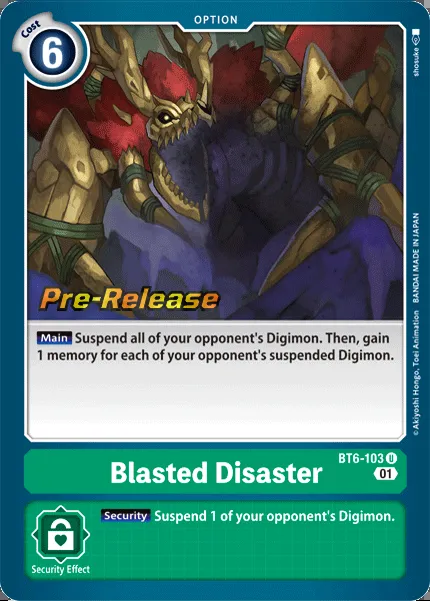 OPTION
Cost
6
shosuke
Pre-Release
Main Suspend all of your opponent's Digimon. Then, gain
1 memory for each of your opponent's suspended Digimon.
©Akiyoshi Hongo, Toei Animation BANDAI MADE IN JAPAN
BT6-103 U
Blasted Disaster
01
Security Suspend 1 of your opponent's Digimon.
Security Effect